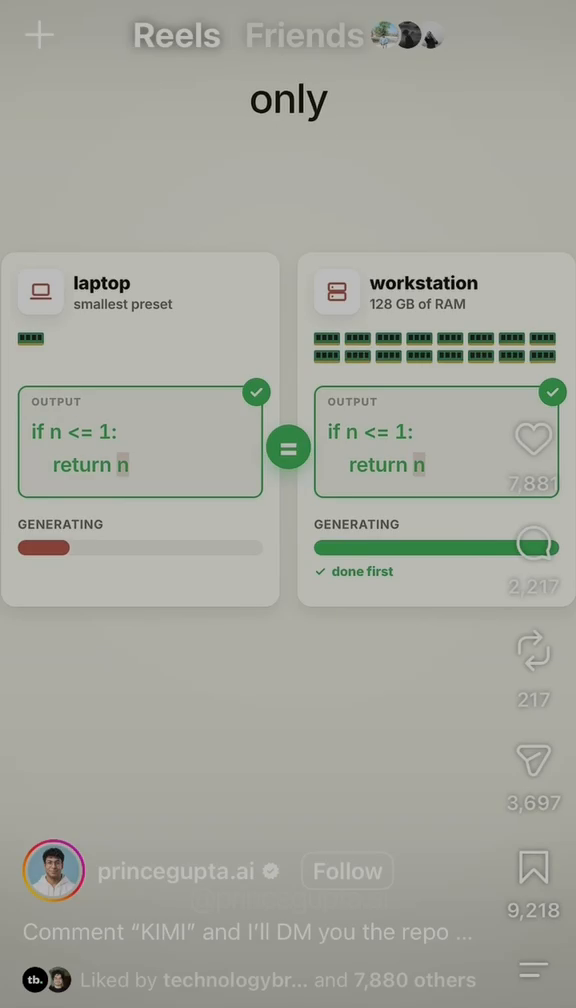 Reels Friends
only
laptop
smallest preset
OUTPUT
if n <= 1:
return n
GENERATING
=
workstation
128 GB of RAM
OUTPUT
if n <= 1:
return n
GENERATING
done first
7,881
2,217
217
3,697
9,218
princegupta.ai Follow
@princegupta.ai
Comment “KIMI” and I’ll DM you the repo ...
tb. Liked by technologybr... and 7,880 others